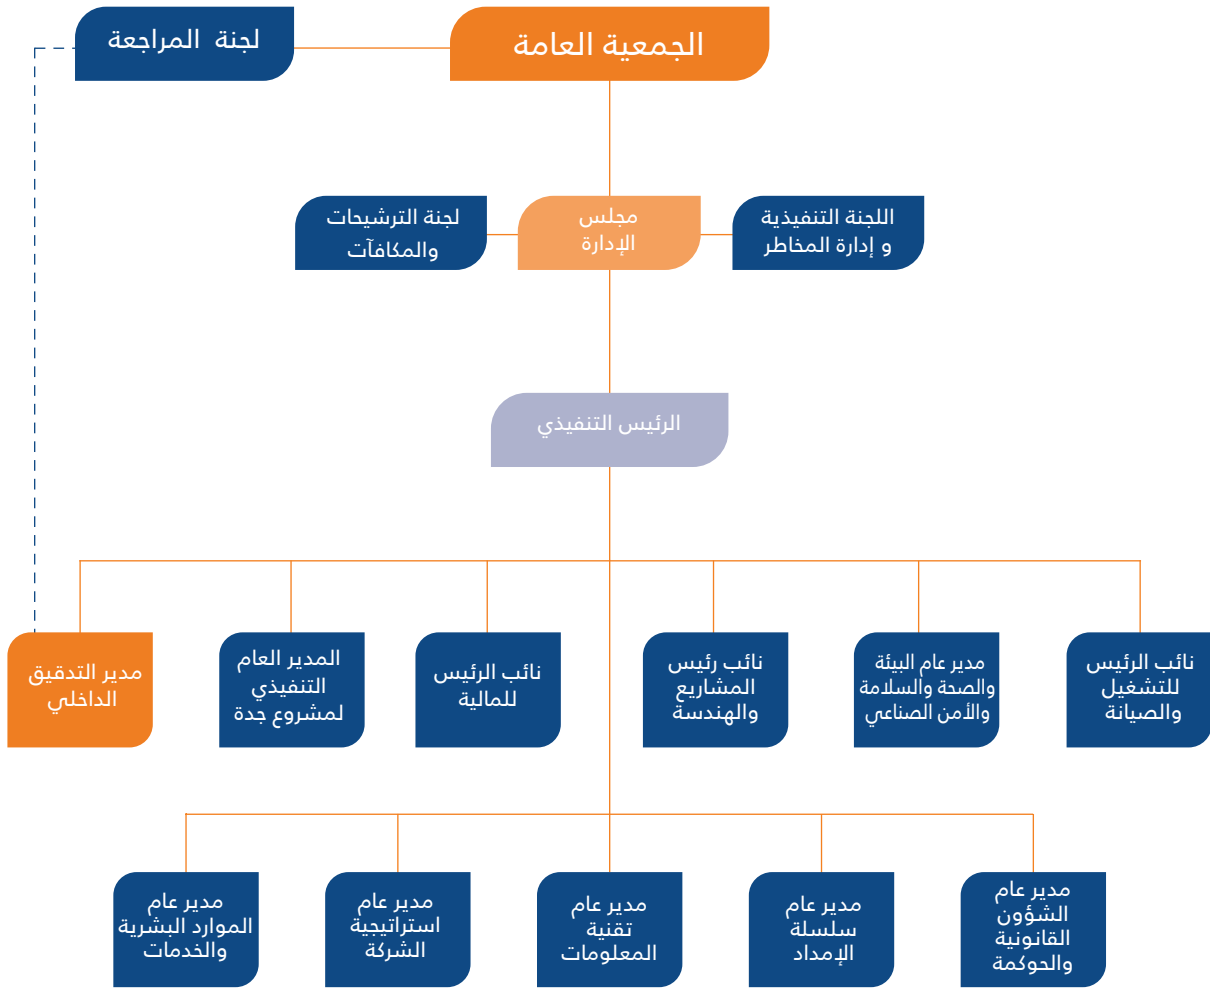 الجمعية العامة
لجنة المراجعة
اللجنة التنفيذية
و إدارة المخاطر
مجلس
الإدارة
لجنة الترشيحات
والمكافآت
الرئيس التنفيذي
نائب الرئيس
للتشغيل
والصيانة
مدير عام البيئة
والصحة والسلامة
والأمن الصناعي
نائب رئيس
المشاريع
والهندسة
نائب الرئيس
للمالية
المدير العام
التنفيذي
لمشروع جدة
مدير التدقيق
الداخلي
مدير عام
الشؤون
القانونية
والحوكمة
مدير عام
سلسلة
الإمداد
مدير عام
تقنية
المعلومات
مدير عام
استراتيجية
الشركة
مدير عام
الموارد البشرية
والخدمات